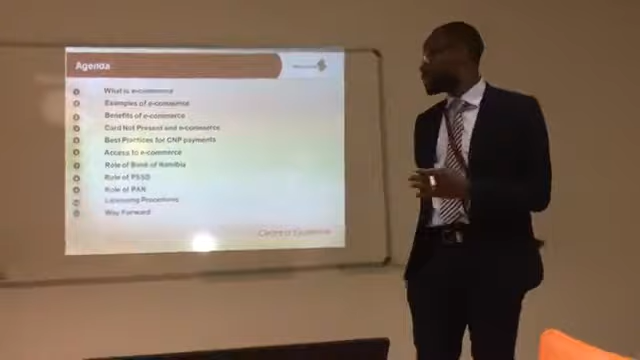 Agenda
What is e-commerce
Examples of e-commerce
Benefits of e-commerce
Card Not Present and e-commerce
Best Practices for CNP payments
Access to e-commerce
Role of Bank of Namibia
Role of PSSD
Role of PAN
Licensing Procedures
Way Forward